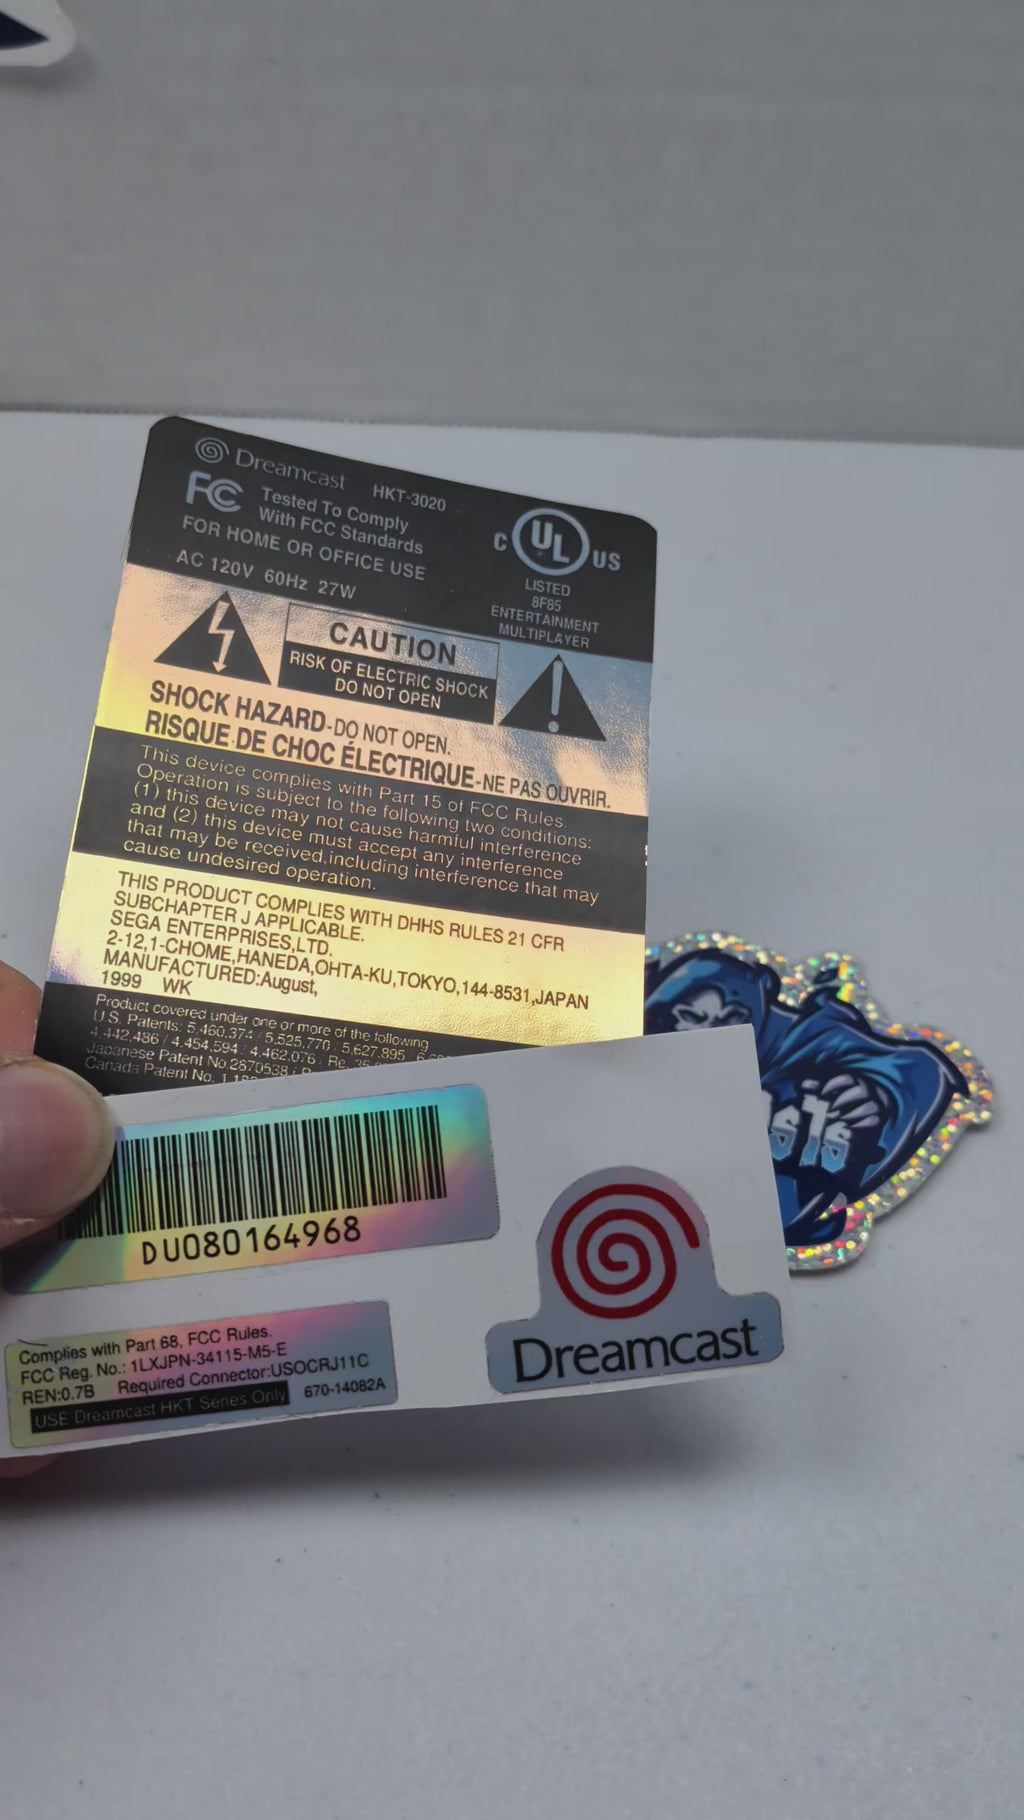 Dreamcast HKT-3020
FC Tested To Comply
With FCC Standards
FOR HOME OR OFFICE USE
AC 120V 60Hz 27W
C UL US
LISTED
8F85
ENTERTAINMENT
MULTIPLAYER
CAUTION
RISK OF ELECTRIC SHOCK
DO NOT OPEN
SHOCK HAZARD-DO NOT OPEN.
RISQUE DE CHOC ÉLECTRIQUE-NE PAS OUVRIR.
This device complies with Part 15 of FCC Rules.
Operation is subject to the following two conditions:
(1) this device may not cause harmful interference
and (2) this device must accept any interference
that may be received,including interference that may
cause undesired operation.
THIS PRODUCT COMPLIES WITH DHHS RULES 21 CFR
SUBCHAPTER J APPLICABLE.
SEGA ENTERPRISES,LTD.
2-12,1-CHOME,HANEDA,OHTA-KU,TOKYO,144-8531,JAPAN
MANUFACTURED:August,
1999 WK
Product covered under one or more of the following
U.S. Patents: 5,460,374 / 5,525,770 / 5,627,895
4,442,486 / 4,454,594 / 4,462,076 Re.
Japanese Patent No.2870538
Canada Patent No.
DU080164968
Complies with Part 68, FCC Rules.
FCC Reg. No.: 1LXJPN-34115-M5-E
REN:0.7B Required Connector:USOCRJ11C
USE Dreamcast HKT Series Only 670-14082A
Dreamcast